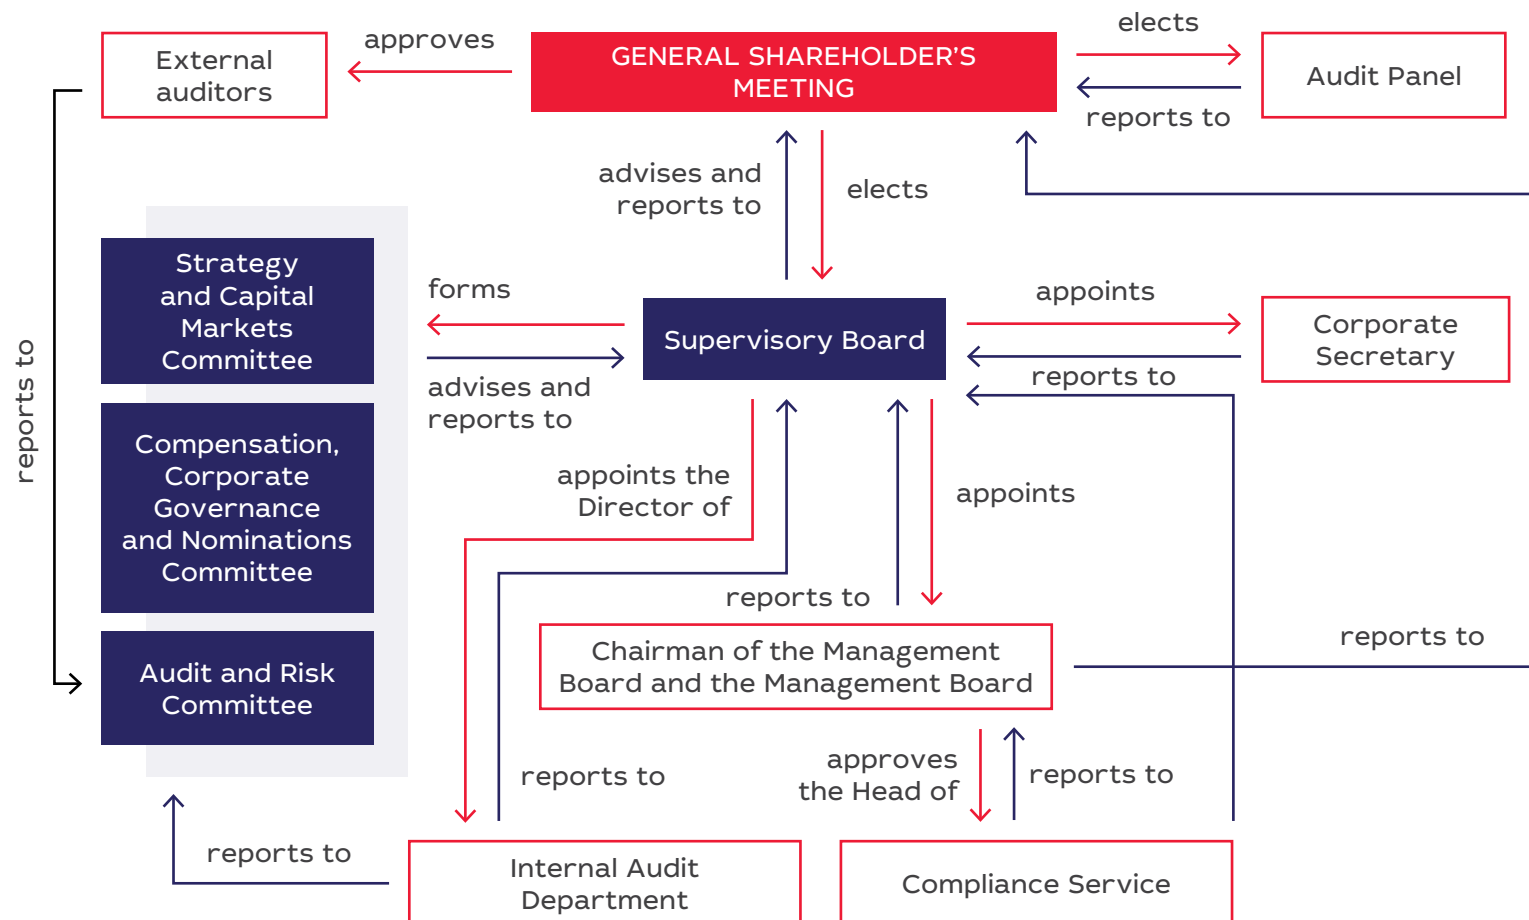 External
auditors
approves
GENERAL SHAREHOLDER’S
MEETING
elects
reports to
Audit Panel
advises and
reports to
elects
reports to
Strategy
and Capital
Markets
Committee
forms
advises and
reports to
Supervisory Board
appoints
reports to
Corporate
Secretary
Compensation,
Corporate
Governance
and Nominations
Committee
appoints the
Director of
appoints
reports to
Audit and Risk
Committee
Chairman of the Management
Board and the Management Board
reports to
reports to
approves
the Head of
reports to
reports to
Internal Audit
Department
Compliance Service